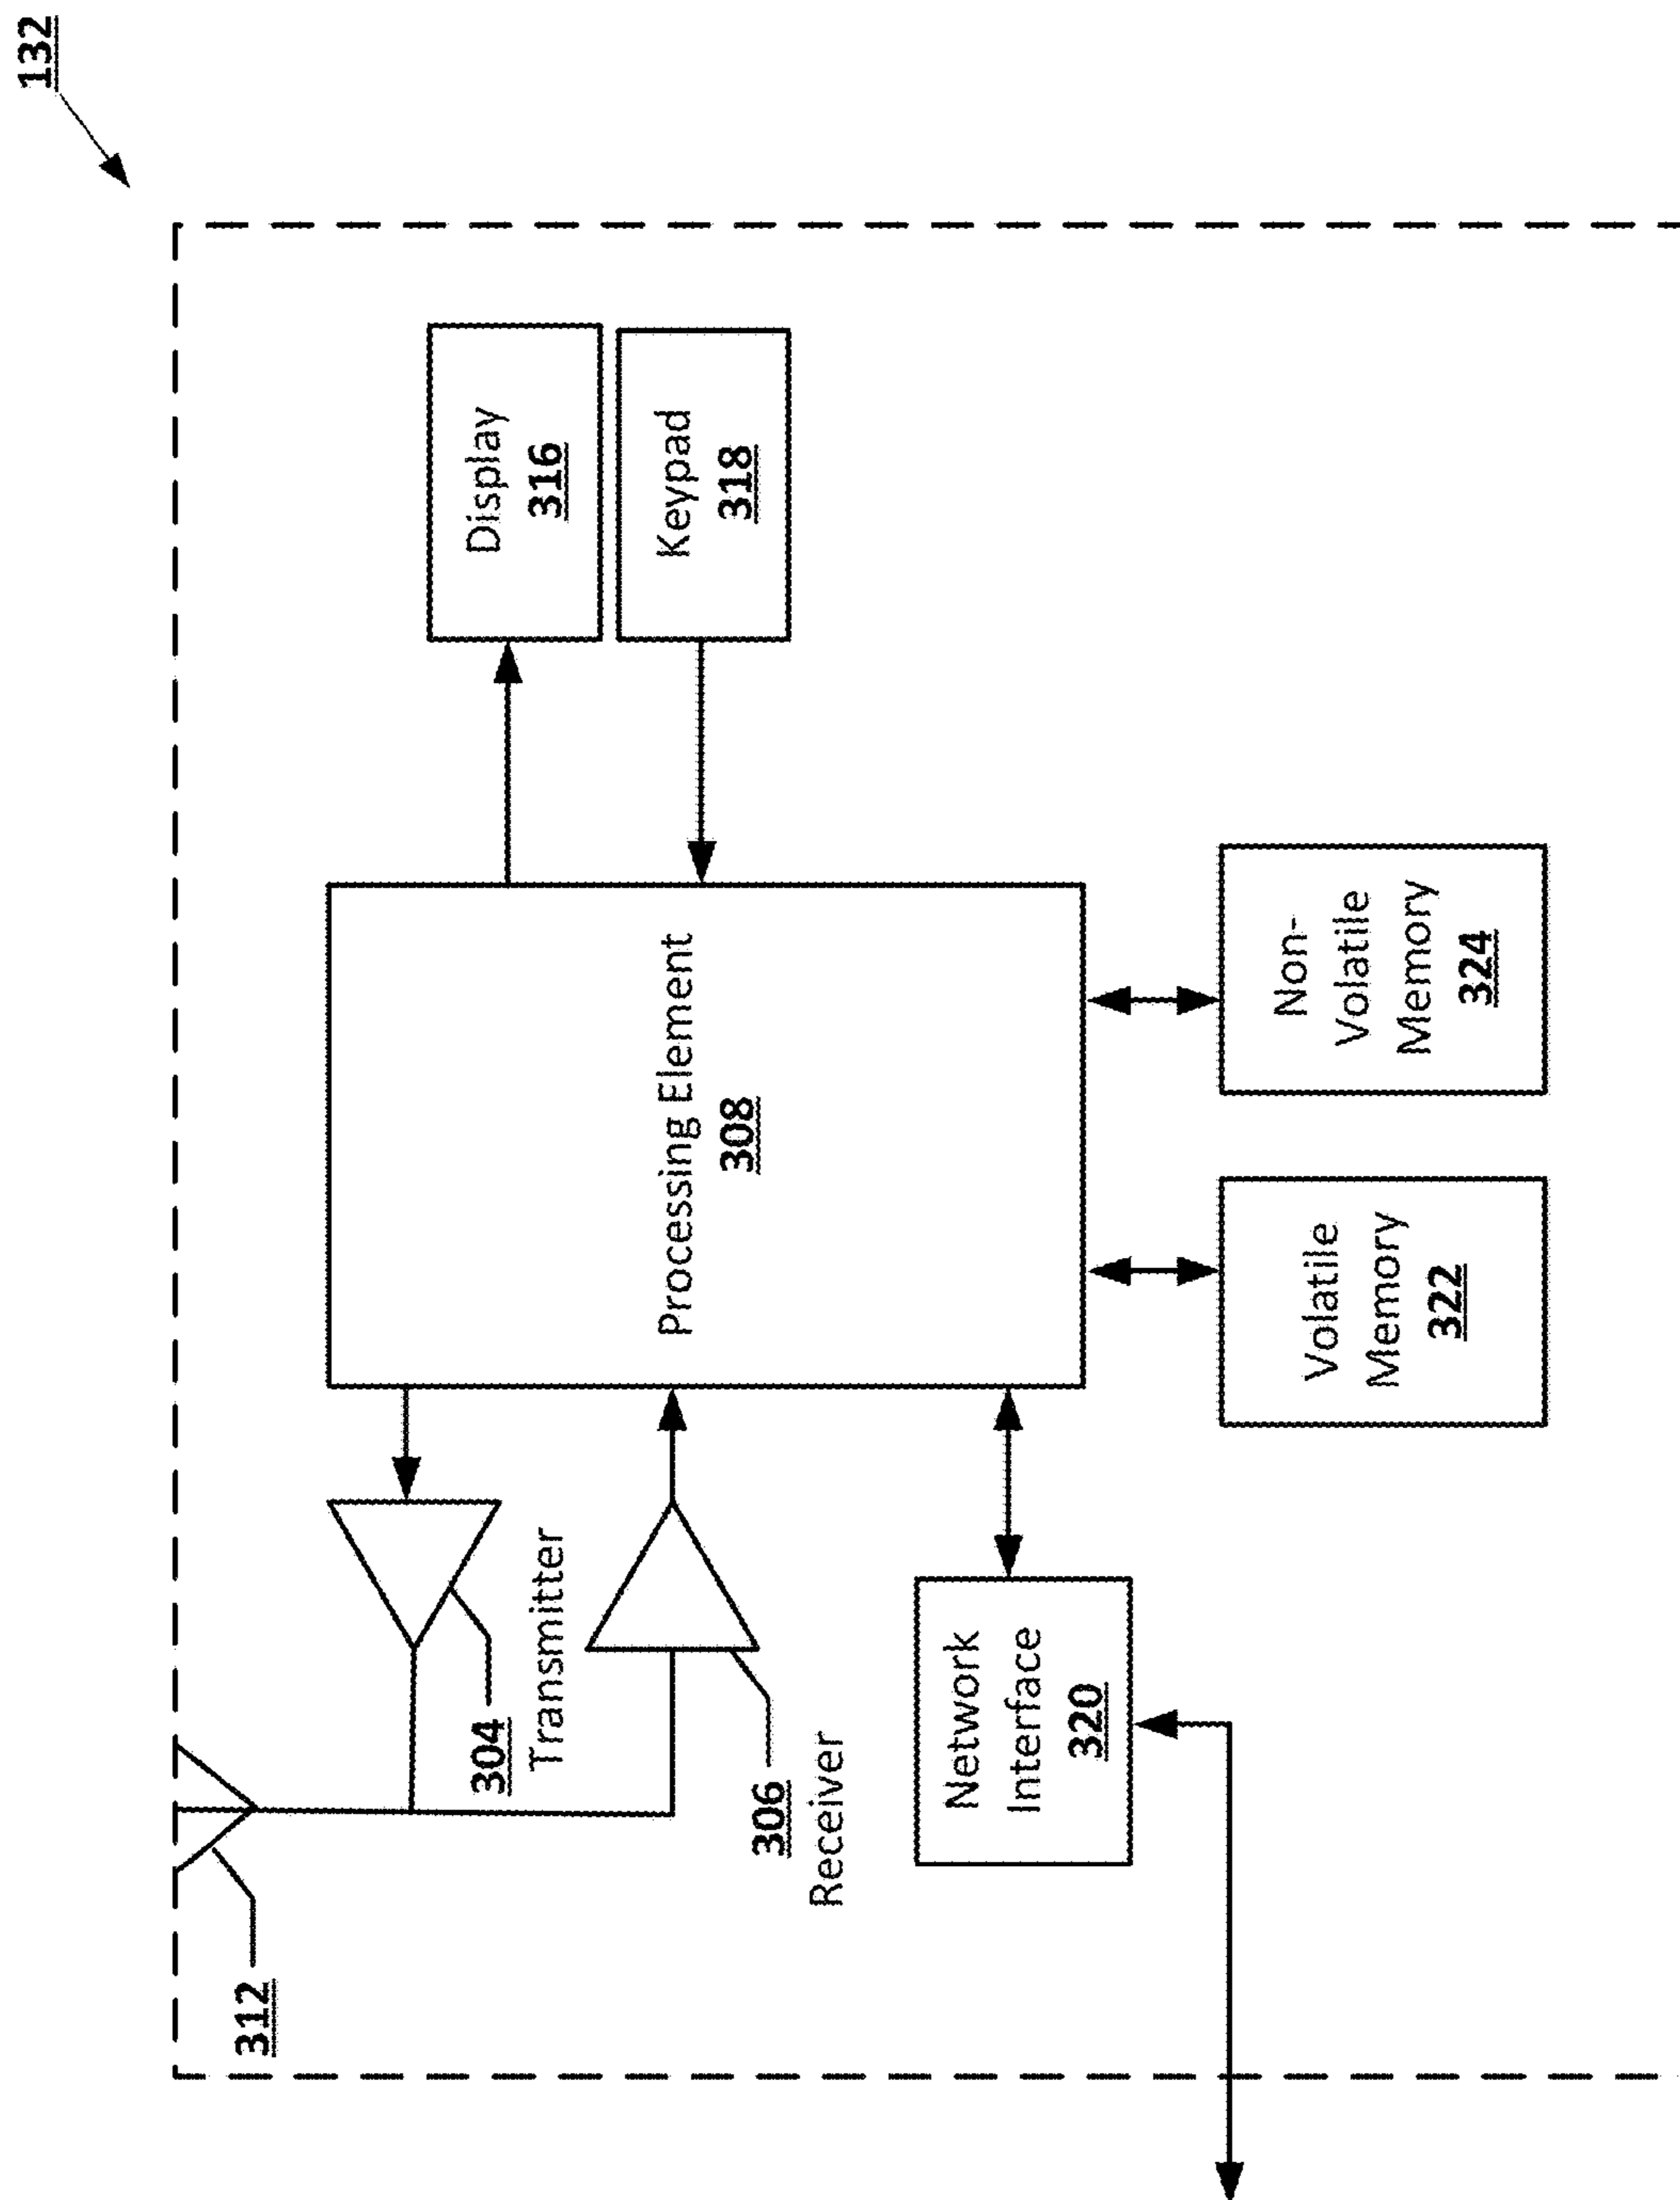 132
312
304
Transmitter
306
Receiver
Network
Interface
320
Processing Element
308
Display
316
Keypad
318
Volatile
Memory
322
Non-
Volatile
Memory
324